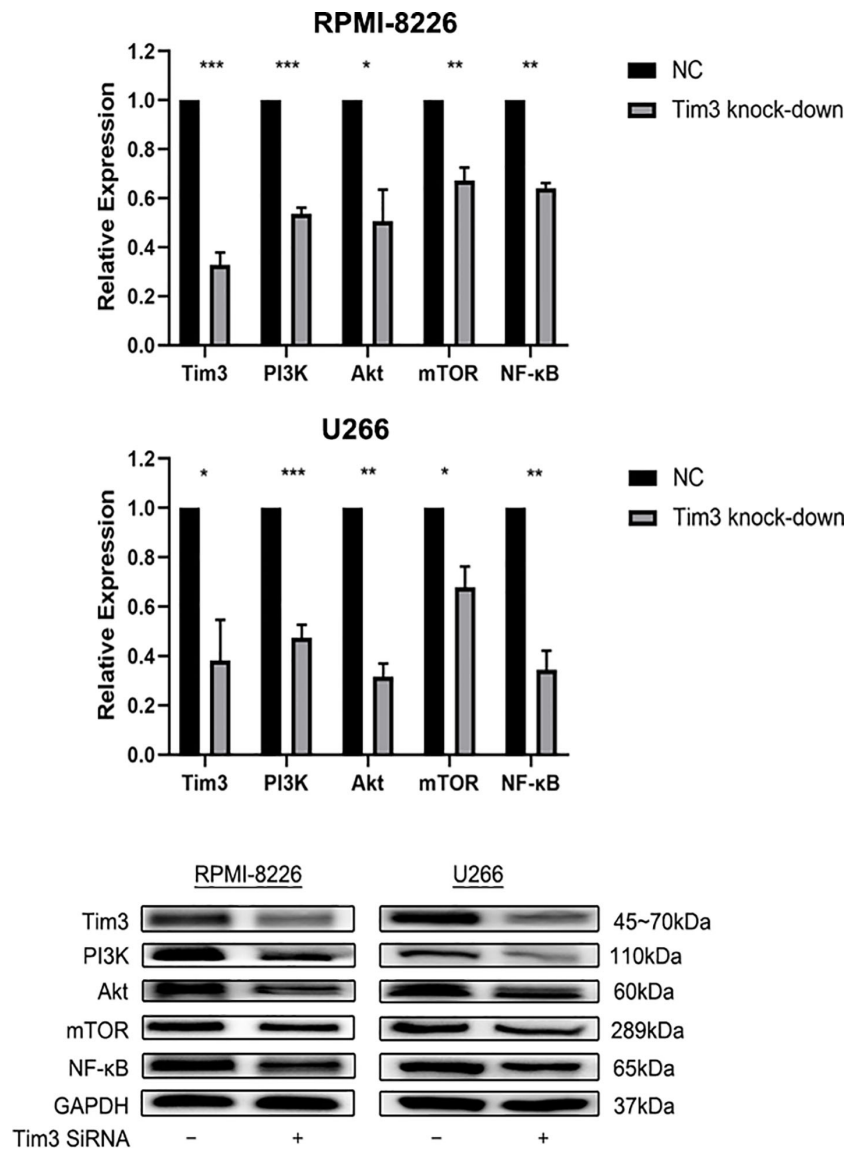 RPMI-8226
1.2
*** *** * ** **
NC
1.0
Tim3 knock-down
0.8
0.6
0.4
0.2
0.0
Relative Expression
Tim3 PI3K Akt mTOR NF-κB
U266
1.2
* *** ** * **
NC
1.0
Tim3 knock-down
0.8
0.6
0.4
0.2
0.0
Relative Expression
Tim3 PI3K Akt mTOR NF-κB
RPMI-8226 U266
Tim3 45~70kDa
PI3K 110kDa
Akt 60kDa
mTOR 289kDa
NF-κB 65kDa
GAPDH 37kDa
Tim3 SiRNA − + − +